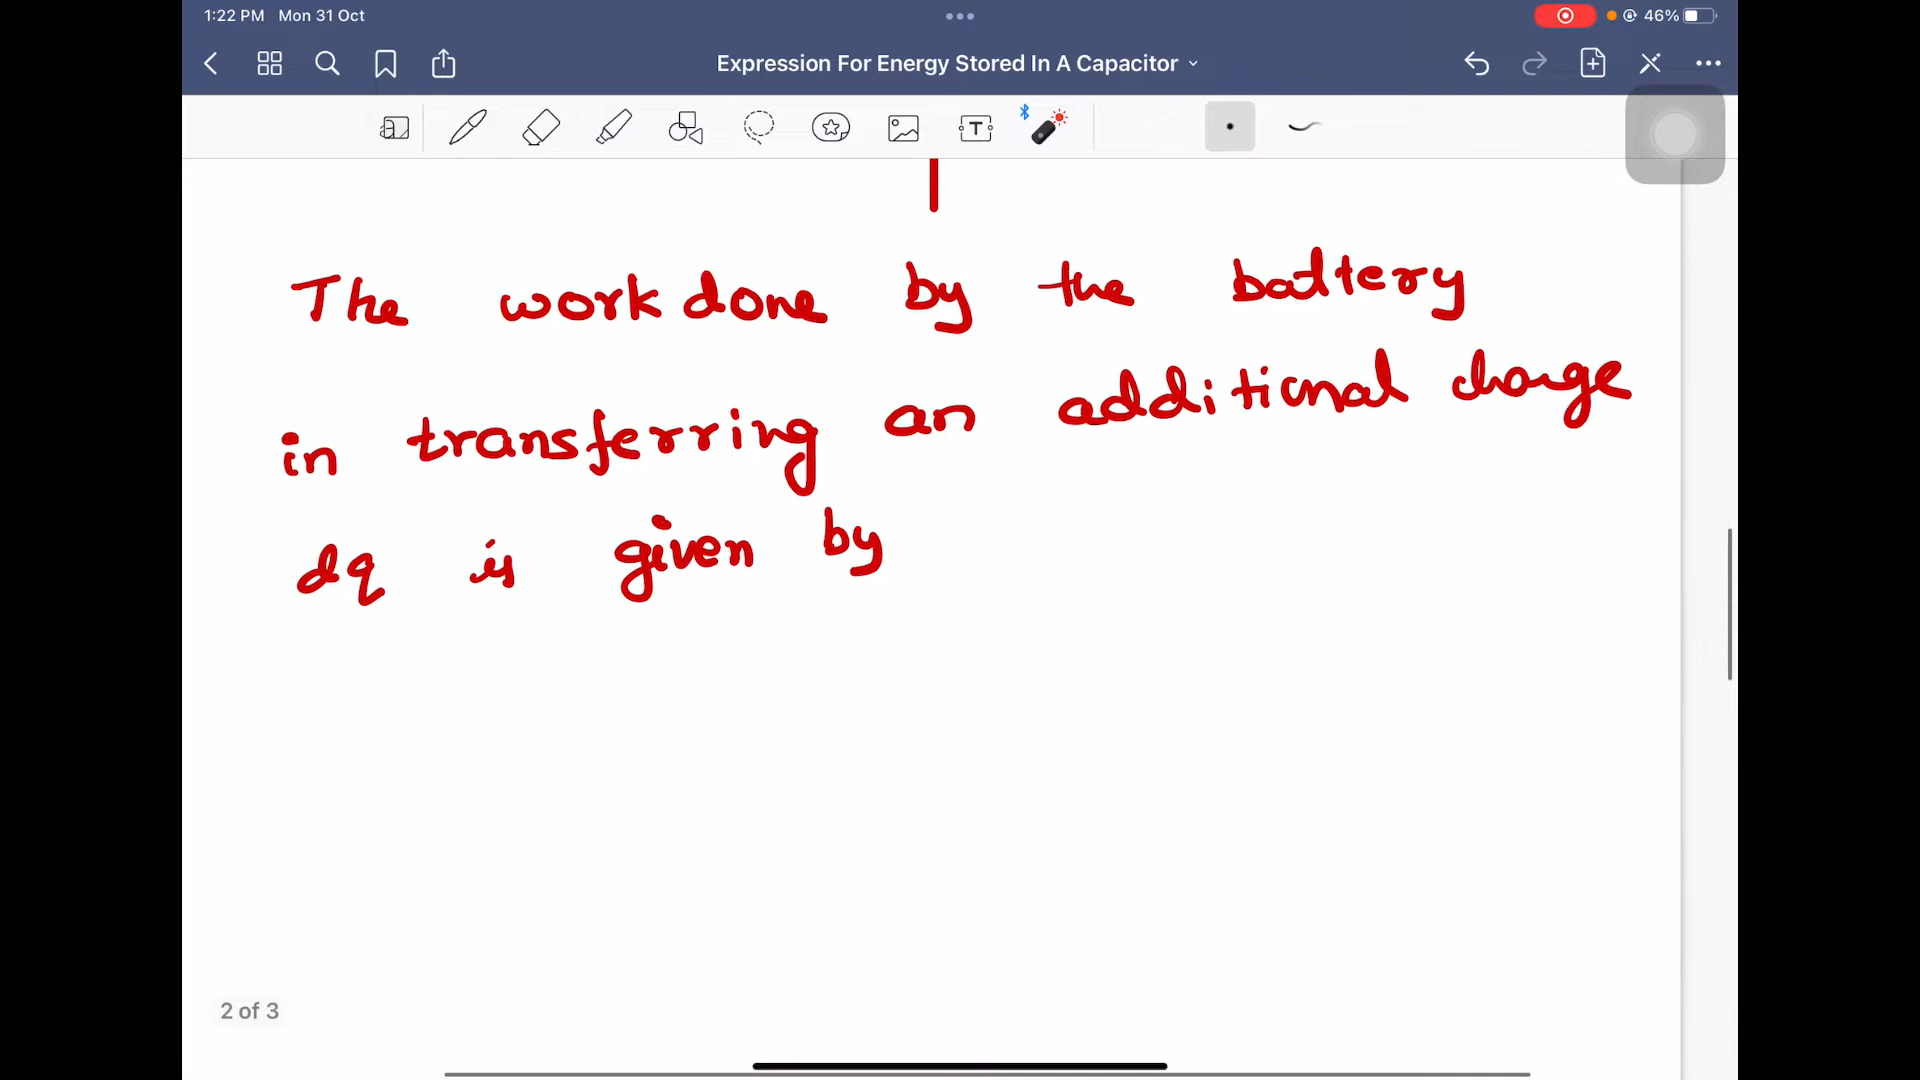 1:22 PM Mon 31 Oct
46%
Expression For Energy Stored In A Capacitor
T
The work done by the battery
in transferring an additional charge
dq is given by
2 of 3